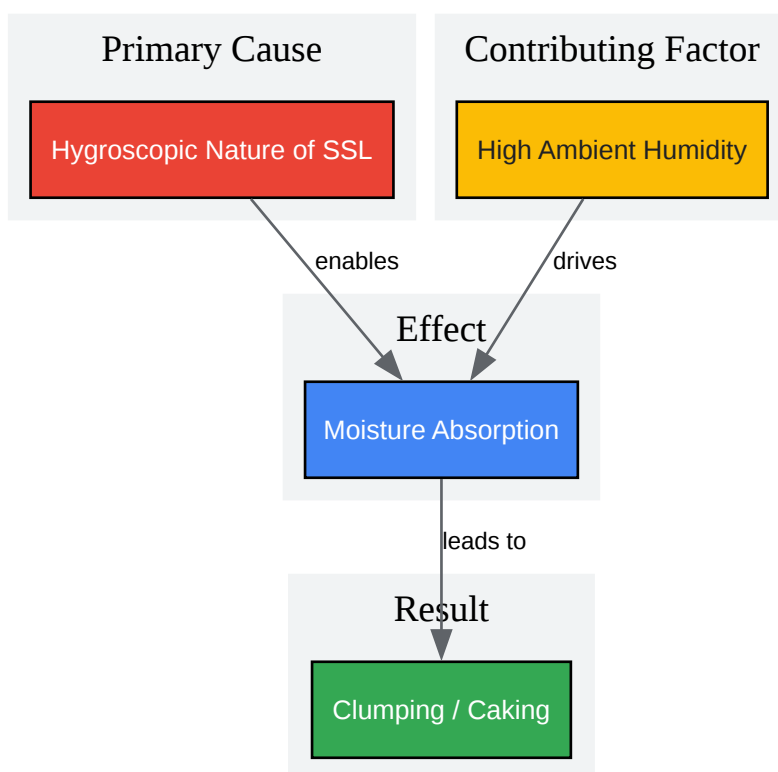 Primary Cause
Contributing Factor
Hygroscopic Nature of SSL
High Ambient Humidity
enables
drives
Effect
Moisture Absorption
leads to
Result
Clumping / Caking